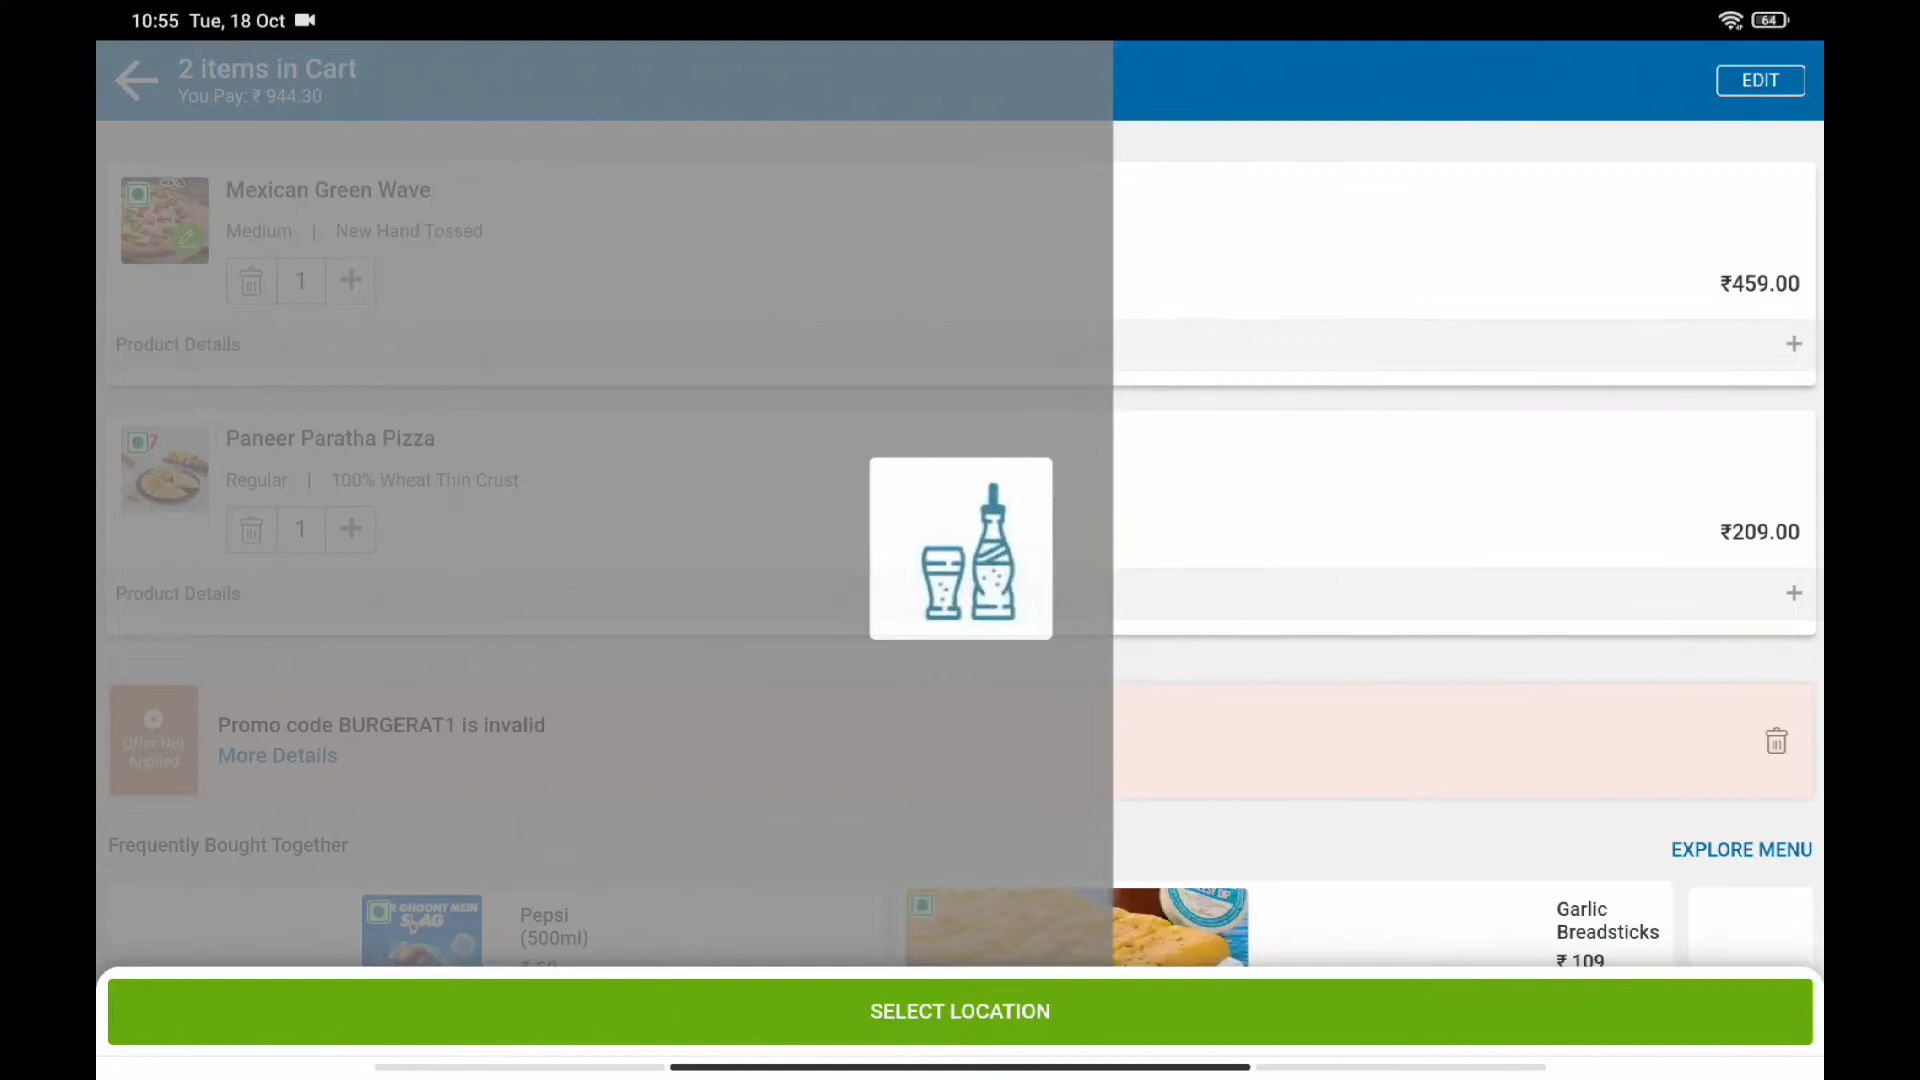 10:55 Tue, 18 Oct
64
2 items in Cart
You Pay: ₹ 944.30
EDIT
Mexican Green Wave
Medium | New Hand Tossed
1
₹459.00
Product Details
Paneer Paratha Pizza
Regular | 100% Wheat Thin Crust
1
₹209.00
Product Details
Offer Not
Applied
Promo code BURGERAT1 is invalid
More Details
Frequently Bought Together
EXPLORE MENU
GHOONT MEIN
Pepsi
(500ml)
Garlic
Breadsticks
₹ 109
SELECT LOCATION